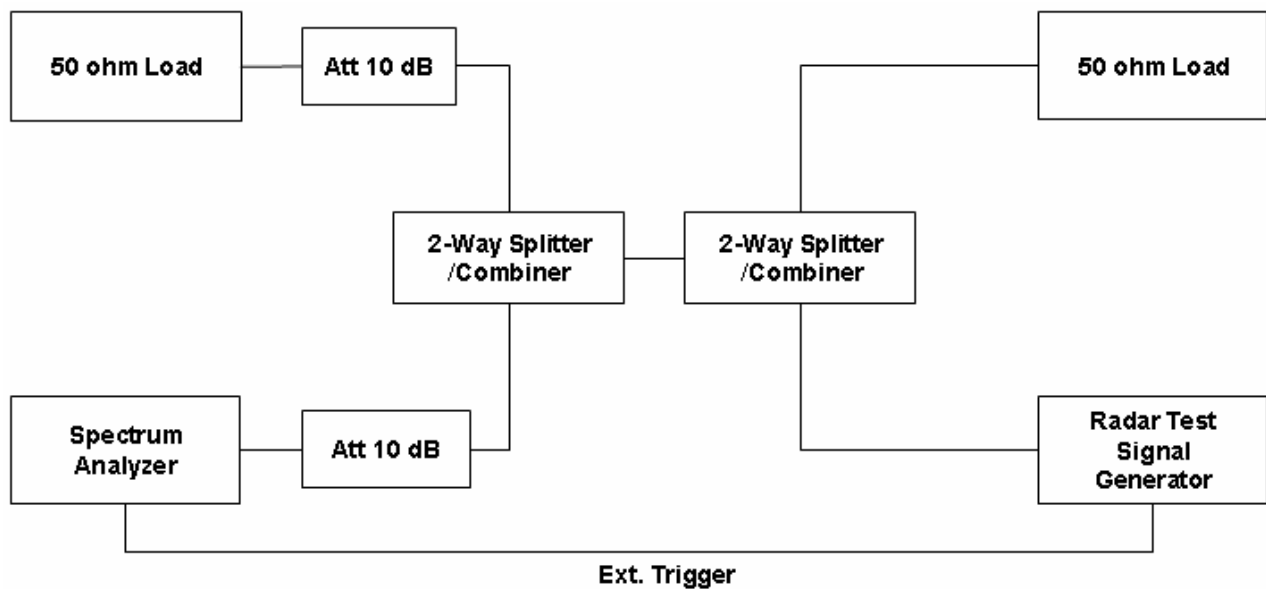 50 ohm Load
Att 10 dB
50 ohm Load
2-Way Splitter
/Combiner
2-Way Splitter
/Combiner
Spectrum
Analyzer
Att 10 dB
Radar Test
Signal
Generator
Ext. Trigger